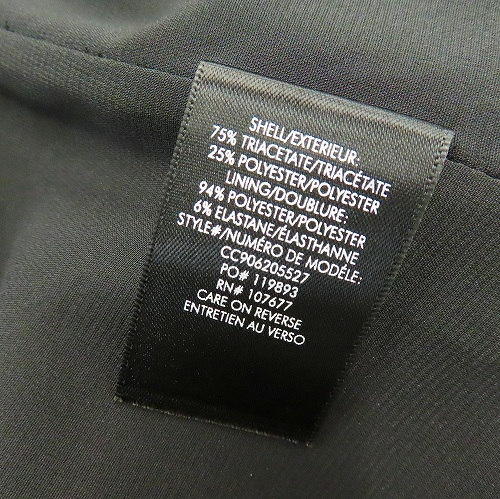 SHELL/EXTERIEUR:
75% TRIACETATE/TRIACÉTATE
25% POLYESTER/POLYESTER
LINING/DOUBLURE:
94% POLYESTER/POLYESTER
6% ELASTANE/ÉLASTHANNE
STYLE#/NUMÉRO DE MODÈLE:
CC906205527
PO# 119893
RN# 107677
CARE ON REVERSE
ENTRETIEN AU VERSO